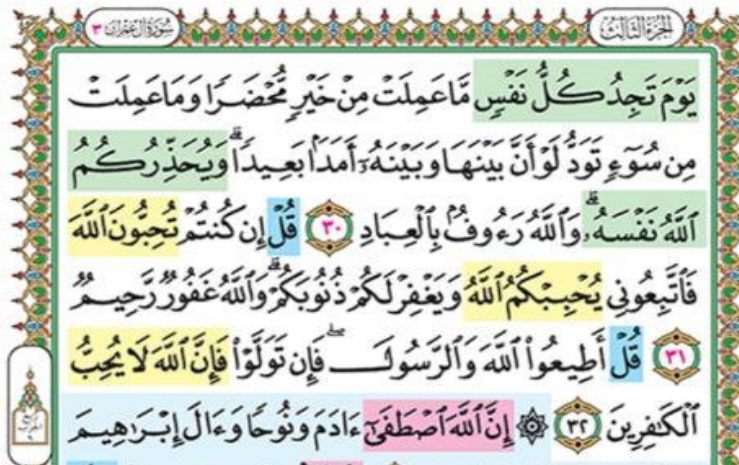 الجزء الثالث
سورة آل عمران ٣
يَوۡمَ تَجِدُ كُلُّ نَفۡسٖ مَّا عَمِلَتۡ مِنۡ خَيۡرٖ مُّحۡضَرٗا وَمَا عَمِلَتۡ
مِن سُوٓءٖ تَوَدُّ لَوۡ أَنَّ بَيۡنَهَا وَبَيۡنَهُۥٓ أَمَدَۢا بَعِيدٗاۗ وَيُحَذِّرُكُمُ
ٱللَّهُ نَفۡسَهُۥۗ وَٱللَّهُ رَءُوفُۢ بِٱلۡعِبَادِ ٣٠ قُلۡ إِن كُنتُمۡ تُحِبُّونَ ٱللَّهَ
فَٱتَّبِعُونِي يُحۡبِبۡكُمُ ٱللَّهُ وَيَغۡفِرۡ لَكُمۡ ذُنُوبَكُمۡۚ وَٱللَّهُ غَفُورٞ رَّحِيمٞ
٣١ قُلۡ أَطِيعُواْ ٱللَّهَ وَٱلرَّسُولَۖ فَإِن تَوَلَّوۡاْ فَإِنَّ ٱللَّهَ لَا يُحِبُّ
ٱلۡكَٰفِرِينَ ٣٢ ۞ إِنَّ ٱللَّهَ ٱصۡطَفَىٰٓ ءَادَمَ وَنُوحٗا وَءَالَ إِبۡرَٰهِيمَ